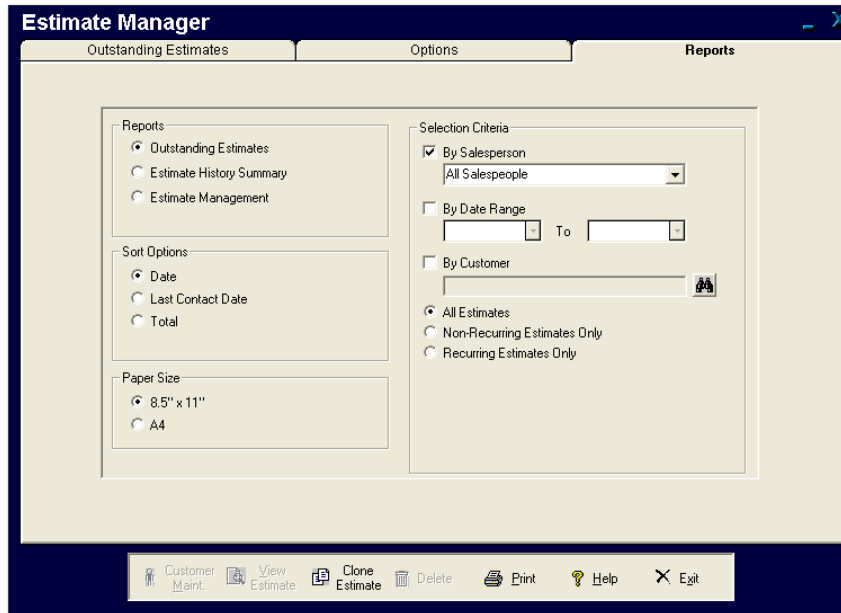 Estimate Manager
Outstanding Estimates
Options
Reports
Reports
Outstanding Estimates
Estimate History Summary
Estimate Management
Sort Options
Date
Last Contact Date
Total
Paper Size
8.5" x 11"
A4
Selection Criteria
By Salesperson
All Salespeople
By Date Range
To
By Customer
All Estimates
Non-Recurring Estimates Only
Recurring Estimates Only
Customer
Maint.
View
Estimate
Clone
Estimate
Delete
Print
Help
Exit